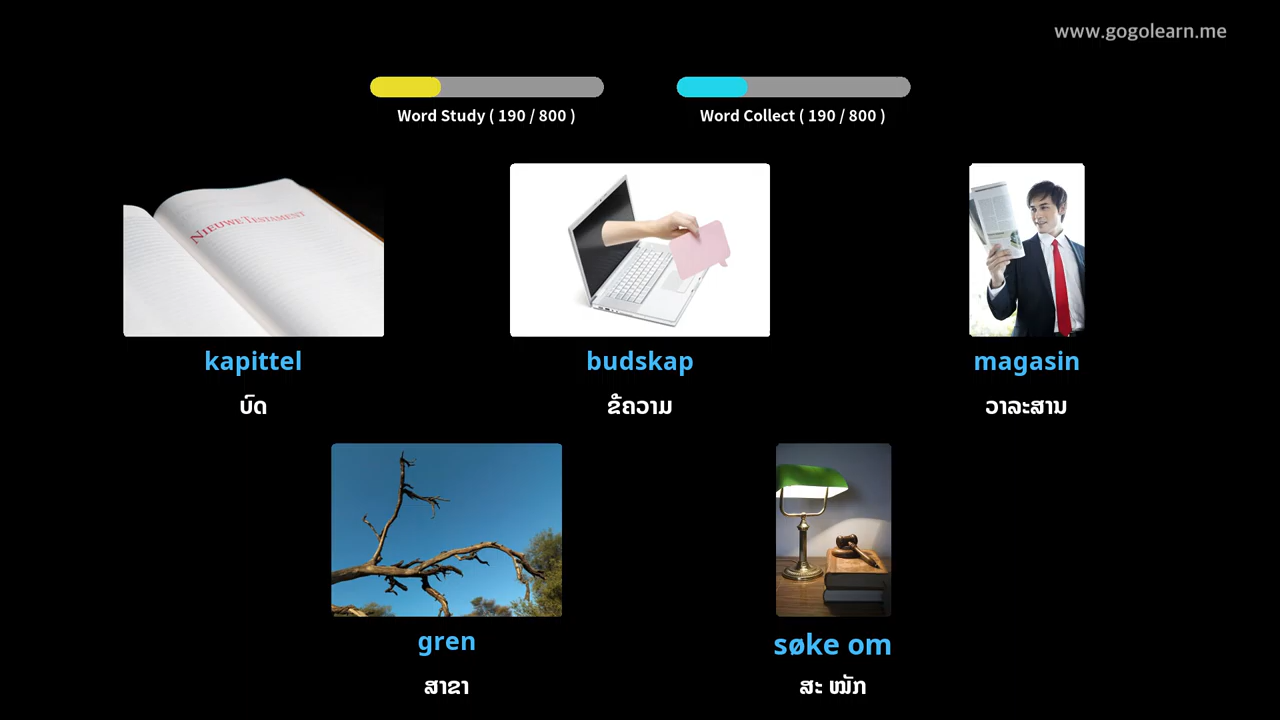 www.gogolearn.me
Word Study ( 190 / 800 )
Word Collect ( 190 / 800 )
NIEUWE TESTAMENT
kapittel
budskap
magasin
ບົດ
ຂໍ້ຄວາມ
ວາລະສານ
gren
søke om
ສາຂາ
ສະ ໝັກ